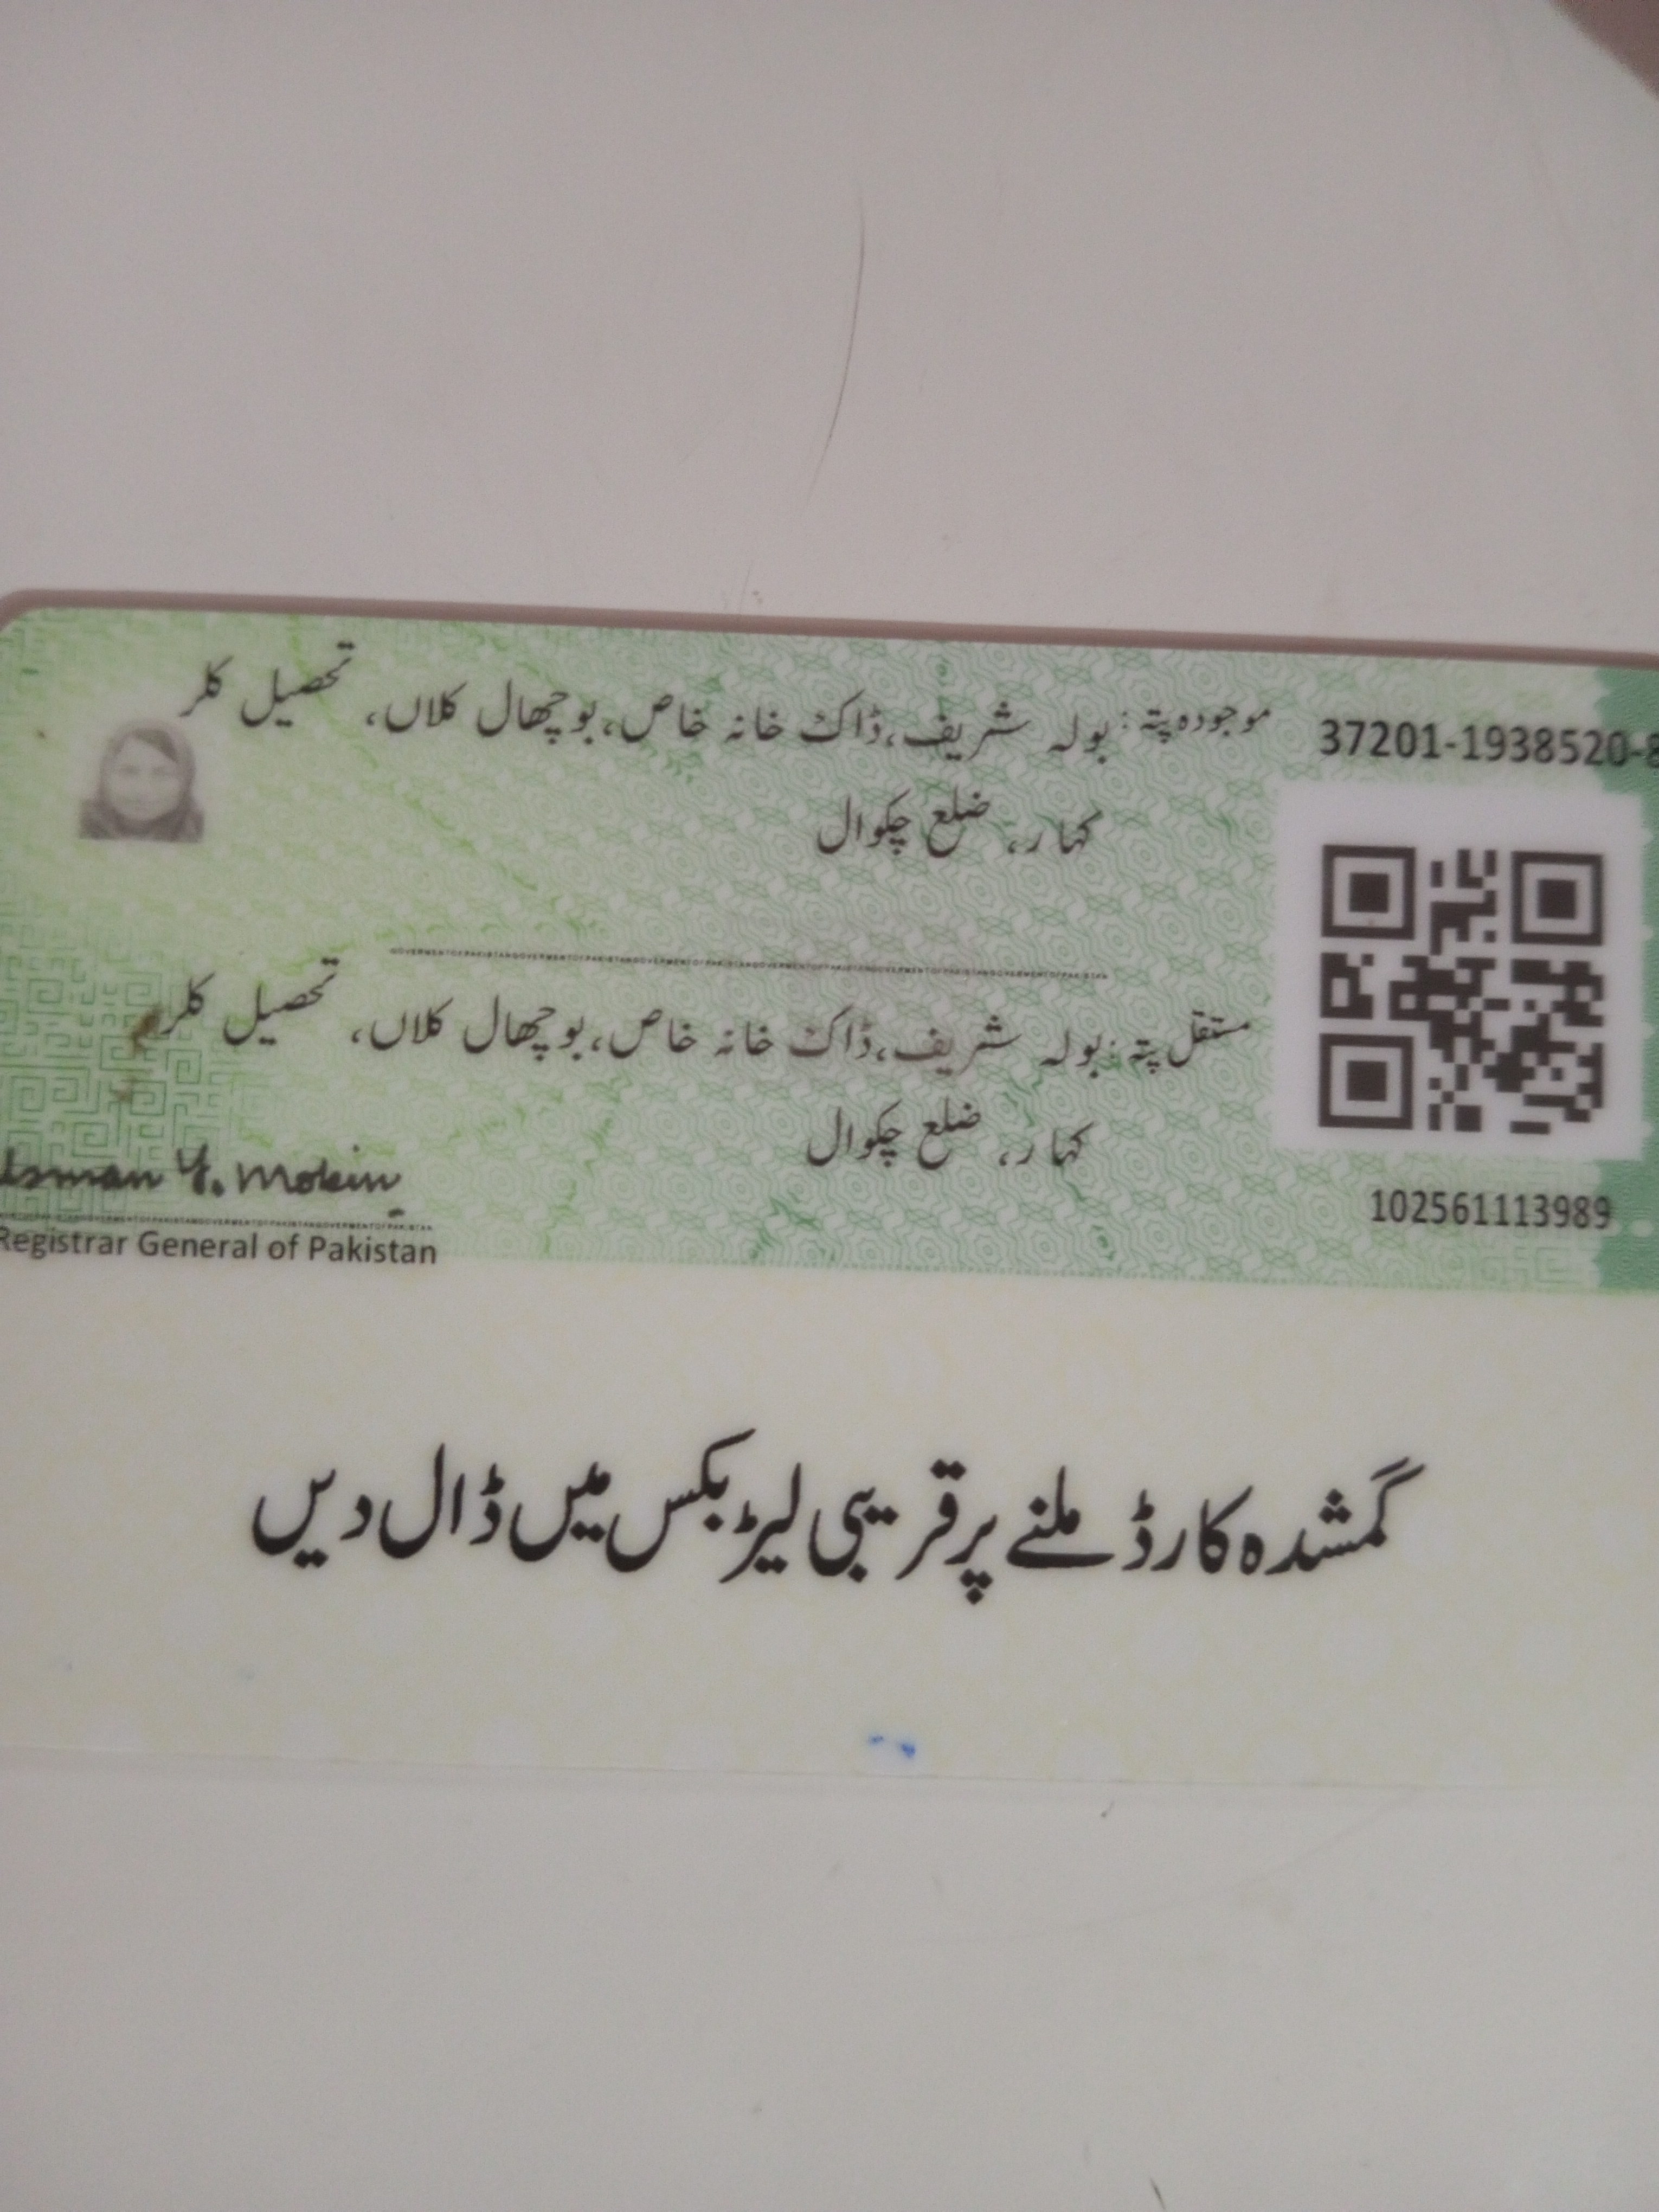 موجودہ پتہ: بولہ شریف، ڈاک خانہ خاص، بوچھال کلاں، تحصیل کلر
کہار، ضلع چکوال
37201-1938520-8
GOVERMENTOFPAKISTANGOVERMENTOFPAKISTANGOVERMENTOFPAKISTANGOVERMENTOFPAKISTANGOVERMENTOFPAKISTAN
مستقل پتہ: بولہ شریف، ڈاک خانہ خاص، بوچھال کلاں، تحصیل کلر
کہار، ضلع چکوال
Usman Y. Mobin
Registrar General of Pakistan
102561113989
گمشدہ کارڈ ملنے پر قریبی لیٹر بکس میں ڈال دیں